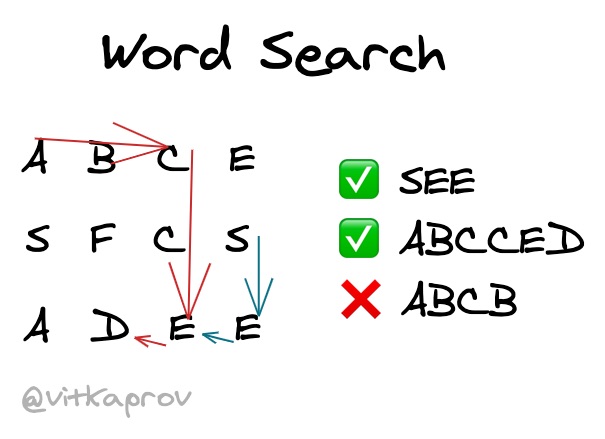 Word Search
A B C E
S F C S
A D E E
SEE
ABCCED
ABCB
@vitkaprov